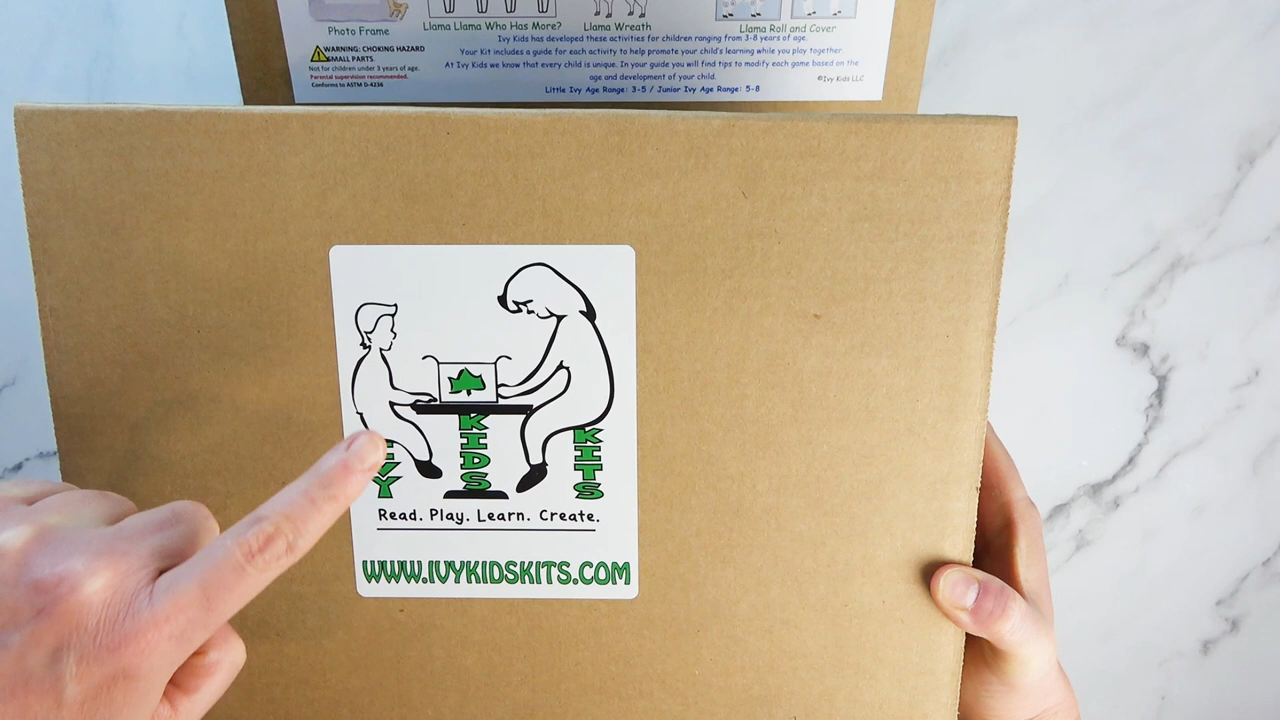 Photo Frame
Llama Llama Who Has More?
Llama Wreath
Llama Roll and Cover
WARNING: CHOKING HAZARD
SMALL PARTS.
Not for children under 3 years of age.
Parental supervision recommended.
Conforms to ASTM D-4236
Ivy Kids has developed these activities for children ranging from 3-8 years of age.
Your Kit includes a guide for each activity to help promote your child's learning while you play together.
At Ivy Kids we know that every child is unique. In your guide you will find tips to modify each game based on the
age and development of your child.
©Ivy Kids LLC
Little Ivy Age Range: 3-5 / Junior Ivy Age Range: 5-8
VY
KIDS
KITS
Read. Play. Learn. Create.
WWW.IVYKIDSKITS.COM